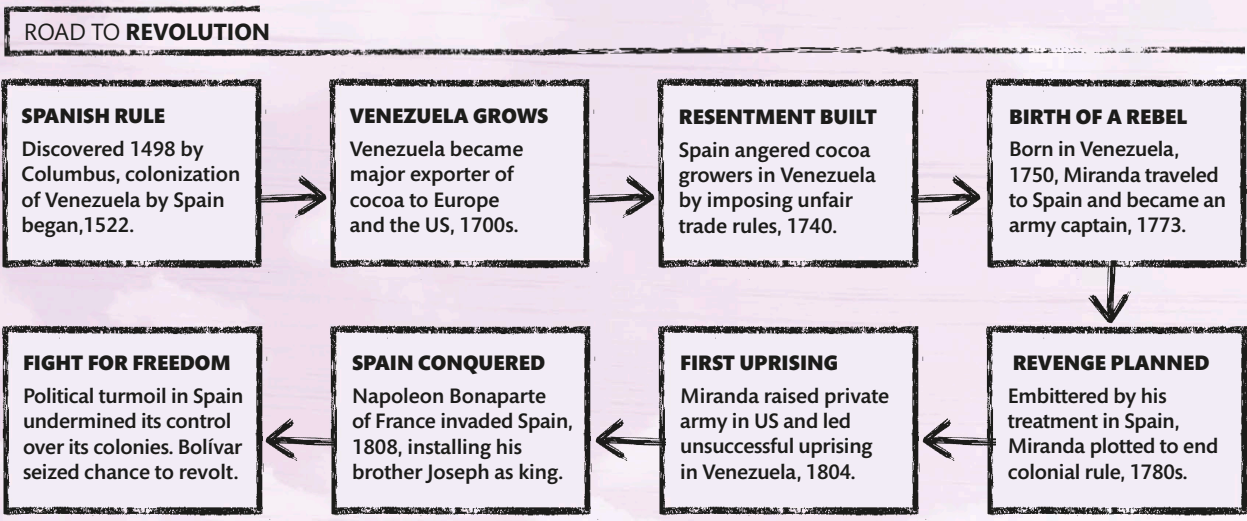 ROAD TO REVOLUTION
SPANISH RULE
Discovered 1498 by
Columbus, colonization
of Venezuela by Spain
began,1522.
VENEZUELA GROWS
Venezuela became
major exporter of
cocoa to Europe
and the US, 1700s.
RESENTMENT BUILT
Spain angered cocoa
growers in Venezuela
by imposing unfair
trade rules, 1740.
BIRTH OF A REBEL
Born in Venezuela,
1750, Miranda traveled
to Spain and became an
army captain, 1773.
REVENGE PLANNED
Embittered by his
treatment in Spain,
Miranda plotted to end
colonial rule, 1780s.
FIRST UPRISING
Miranda raised private
army in US and led
unsuccessful uprising
in Venezuela, 1804.
SPAIN CONQUERED
Napoleon Bonaparte
of France invaded Spain,
1808, installing his
brother Joseph as king.
FIGHT FOR FREEDOM
Political turmoil in Spain
undermined its control
over its colonies. Bolívar
seized chance to revolt.